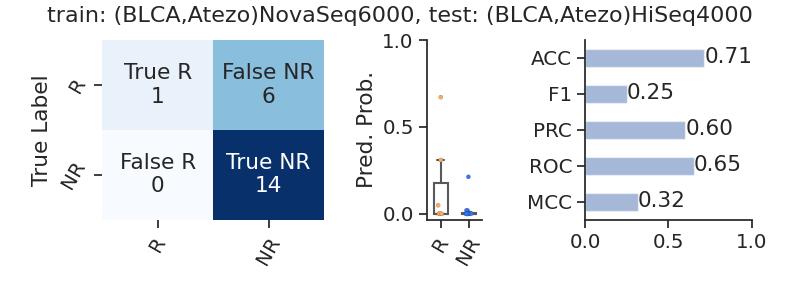 train: (BLCA,Atezo)NovaSeq6000, test: (BLCA,Atezo)HiSeq4000
True Label
R
NR
True R
1
False NR
6
False R
0
True NR
14
R
NR
Pred. Prob.
1.0
0.5
0.0
R
NR
ACC
0.71
F1
0.25
PRC
0.60
ROC
0.65
MCC
0.32
0.0
0.5
1.0